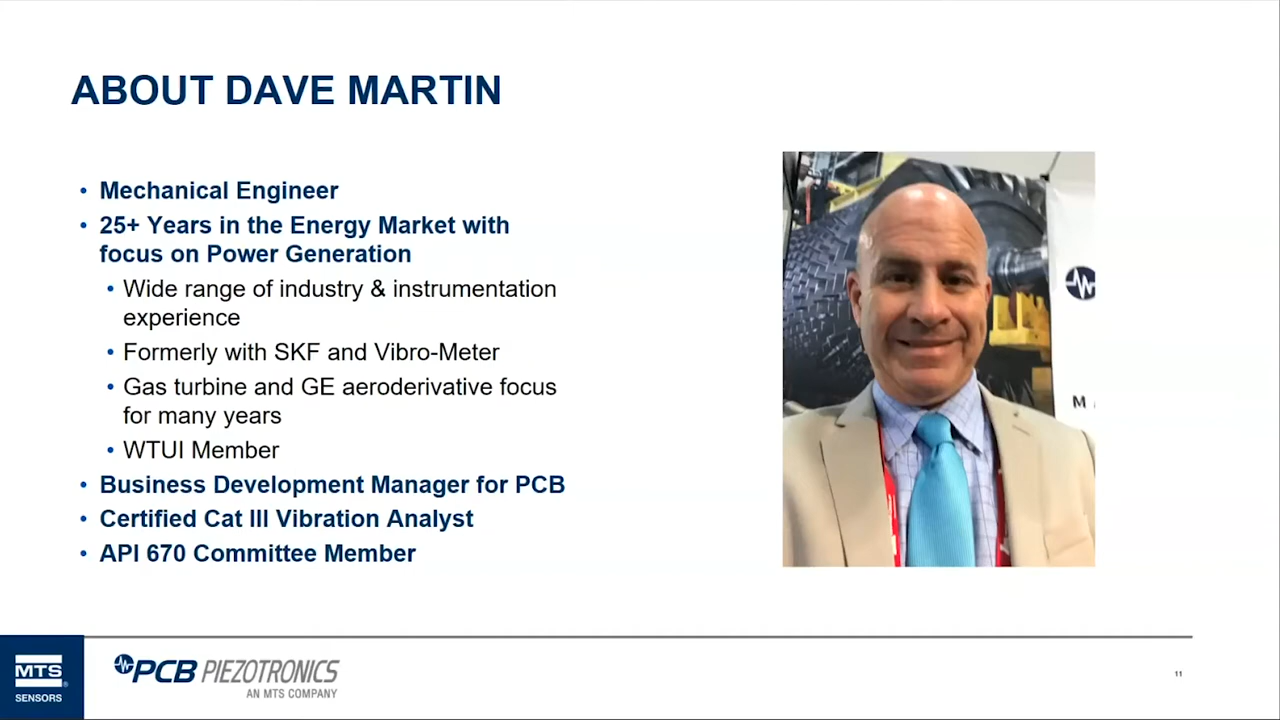 ABOUT DAVE MARTIN
• Mechanical Engineer
• 25+ Years in the Energy Market with
focus on Power Generation
• Wide range of industry & instrumentation
experience
• Formerly with SKF and Vibro-Meter
• Gas turbine and GE aeroderivative focus
for many years
• WTUI Member
• Business Development Manager for PCB
• Certified Cat III Vibration Analyst
• API 670 Committee Member
M
MTS
SENSORS
PCB PIEZOTRONICS
AN MTS COMPANY
11